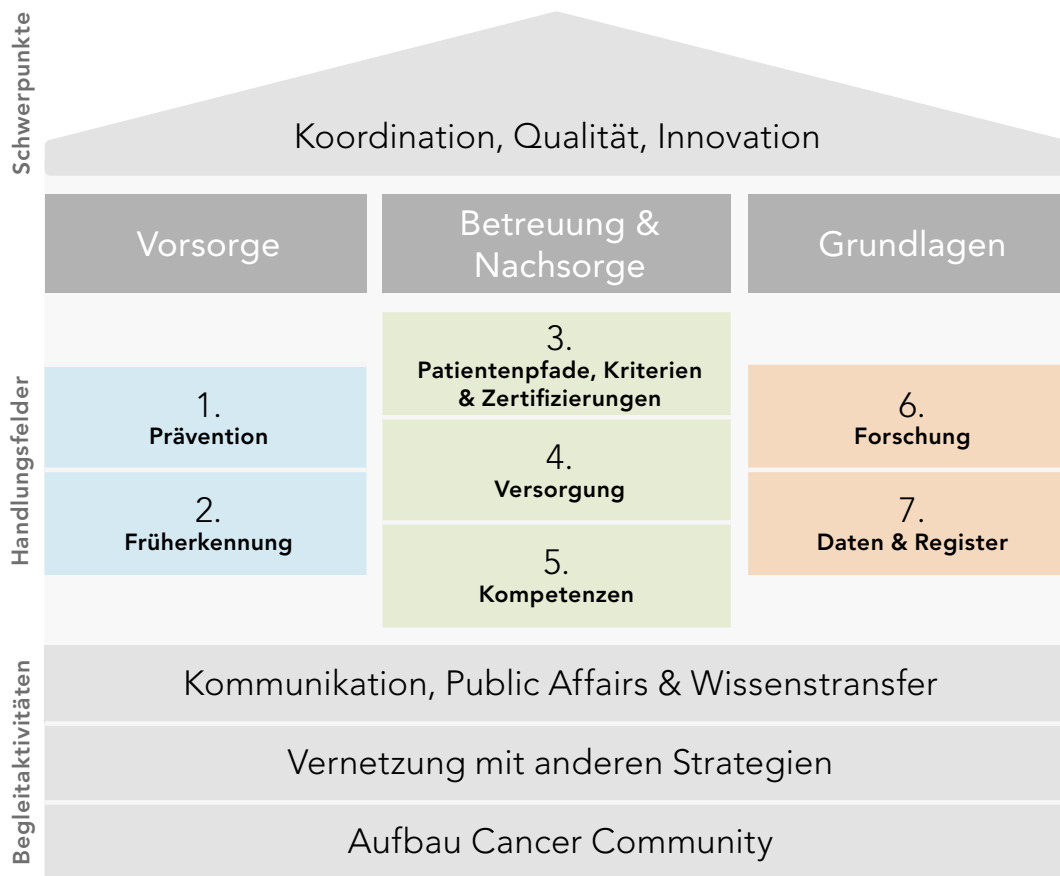 Schwerpunkte
Koordination, Qualität, Innovation
Vorsorge
Betreuung &
Nachsorge
Grundlagen
Handlungsfelder
1.
Prävention
2.
Früherkennung
3.
Patientenpfade, Kriterien
& Zertifizierungen
4.
Versorgung
5.
Kompetenzen
6.
Forschung
7.
Daten & Register
Begleitaktivitäten
Kommunikation, Public Affairs & Wissenstransfer
Vernetzung mit anderen Strategien
Aufbau Cancer Community